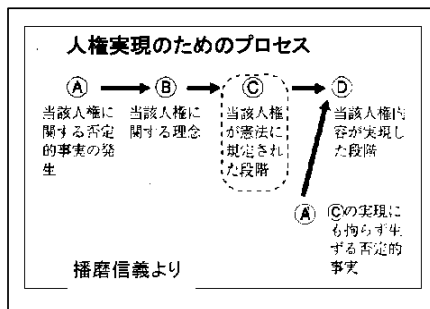 人権実現のためのプロセス
Ⓐ
当該人権に
関する否定
的事実の発
生
Ⓑ
当該人権に
関する理念
Ⓒ
当該人権
が憲法に
規定され
た段階
Ⓓ
当該人権内
容が実現し
た段階
Ⓐ
Ⓒの実現に
も拘らず生
ずる否定的
事実
播磨信義より